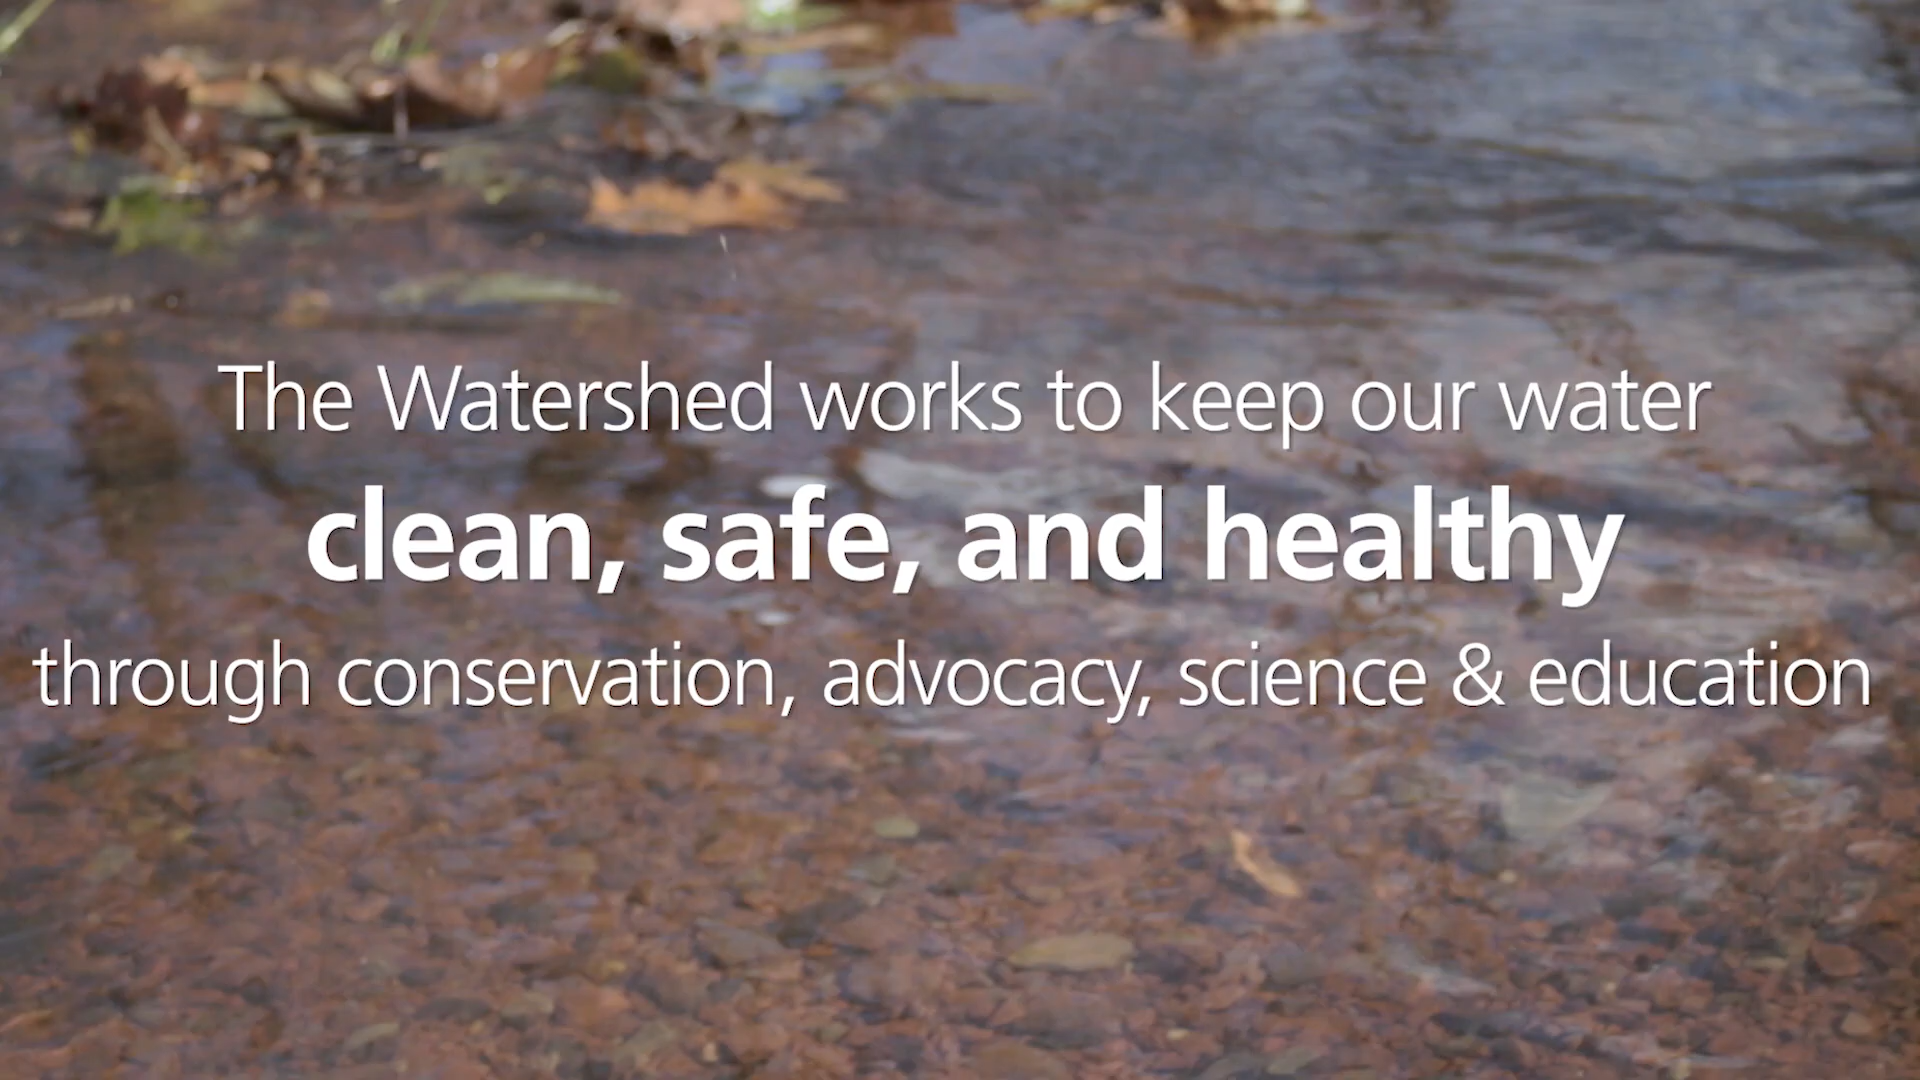 The Watershed works to keep our water
clean, safe, and healthy
through conservation, advocacy, science & education